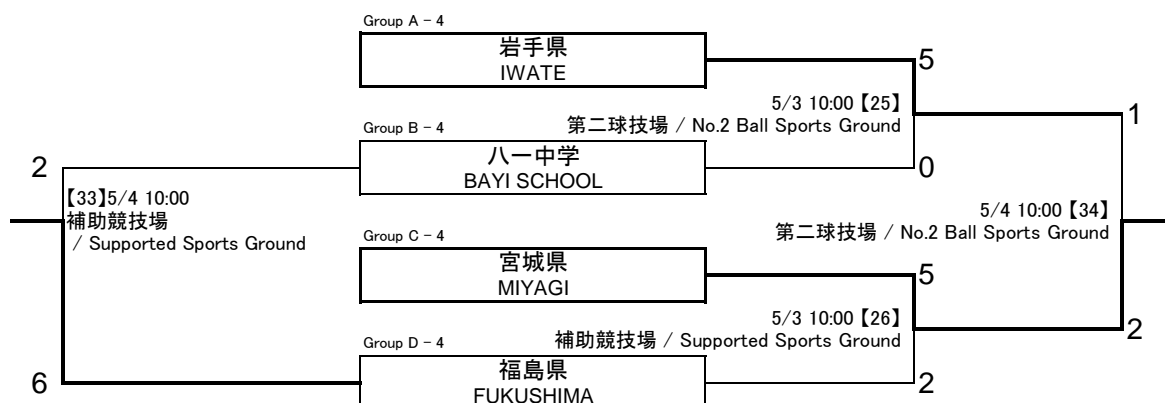 Group A - 4
岩手県
IWATE
5
5/3 10:00【25】
第二球技場 / No.2 Ball Sports Ground
1
Group B - 4
八一中学
BAYI SCHOOL
2
0
【33】5/4 10:00
補助競技場
/ Supported Sports Ground
5/4 10:00【34】
第二球技場 / No.2 Ball Sports Ground
Group C - 4
宮城県
MIYAGI
5
5/3 10:00【26】
補助競技場 / Supported Sports Ground
2
Group D - 4
福島県
FUKUSHIMA
6
2